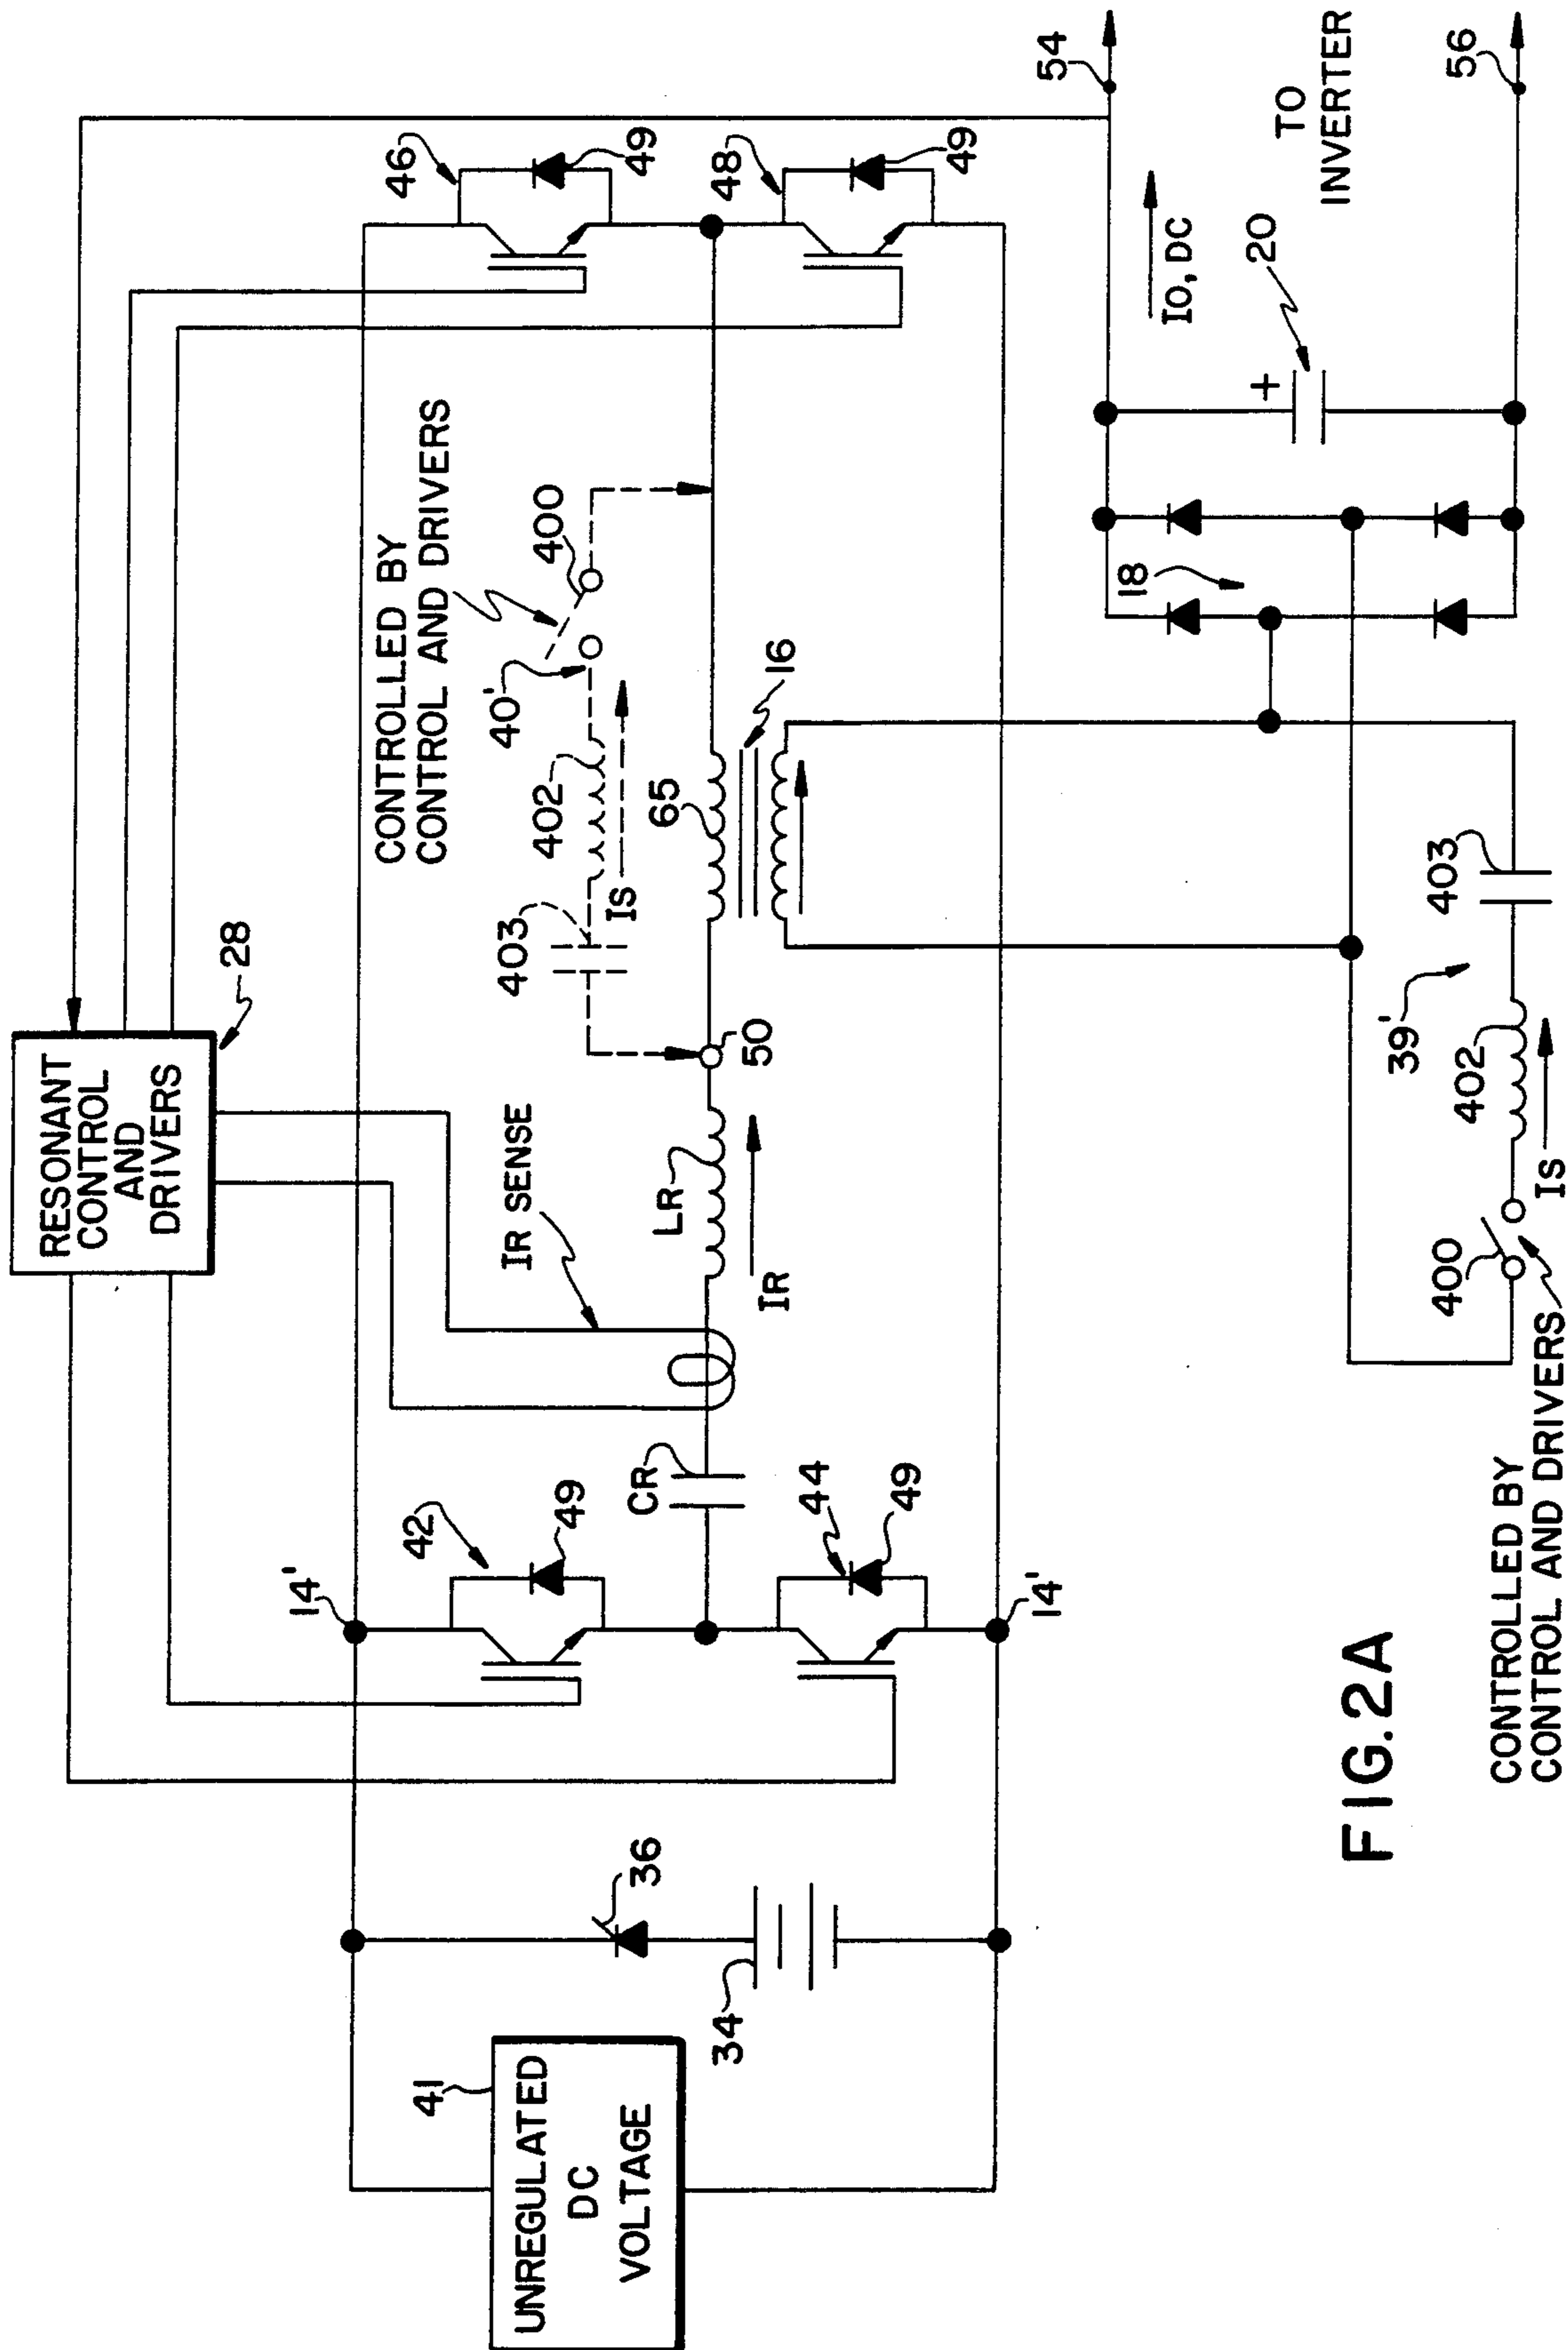 RESONANT
CONTROL
AND
DRIVERS
28
46
49
48
49
54
TO
INVERTER
56
IO, DC
20
+
18
CONTROLLED BY
CONTROL AND DRIVERS
400
40'
402
403
IS
65
16
50
IR SENSE
LR
IR
CR
42
49
44
49
14'
14'
36
34
41
UNREGULATED
DC
VOLTAGE
403
39'
402
IS
400
CONTROLLED BY
CONTROL AND DRIVERS
FIG.2A